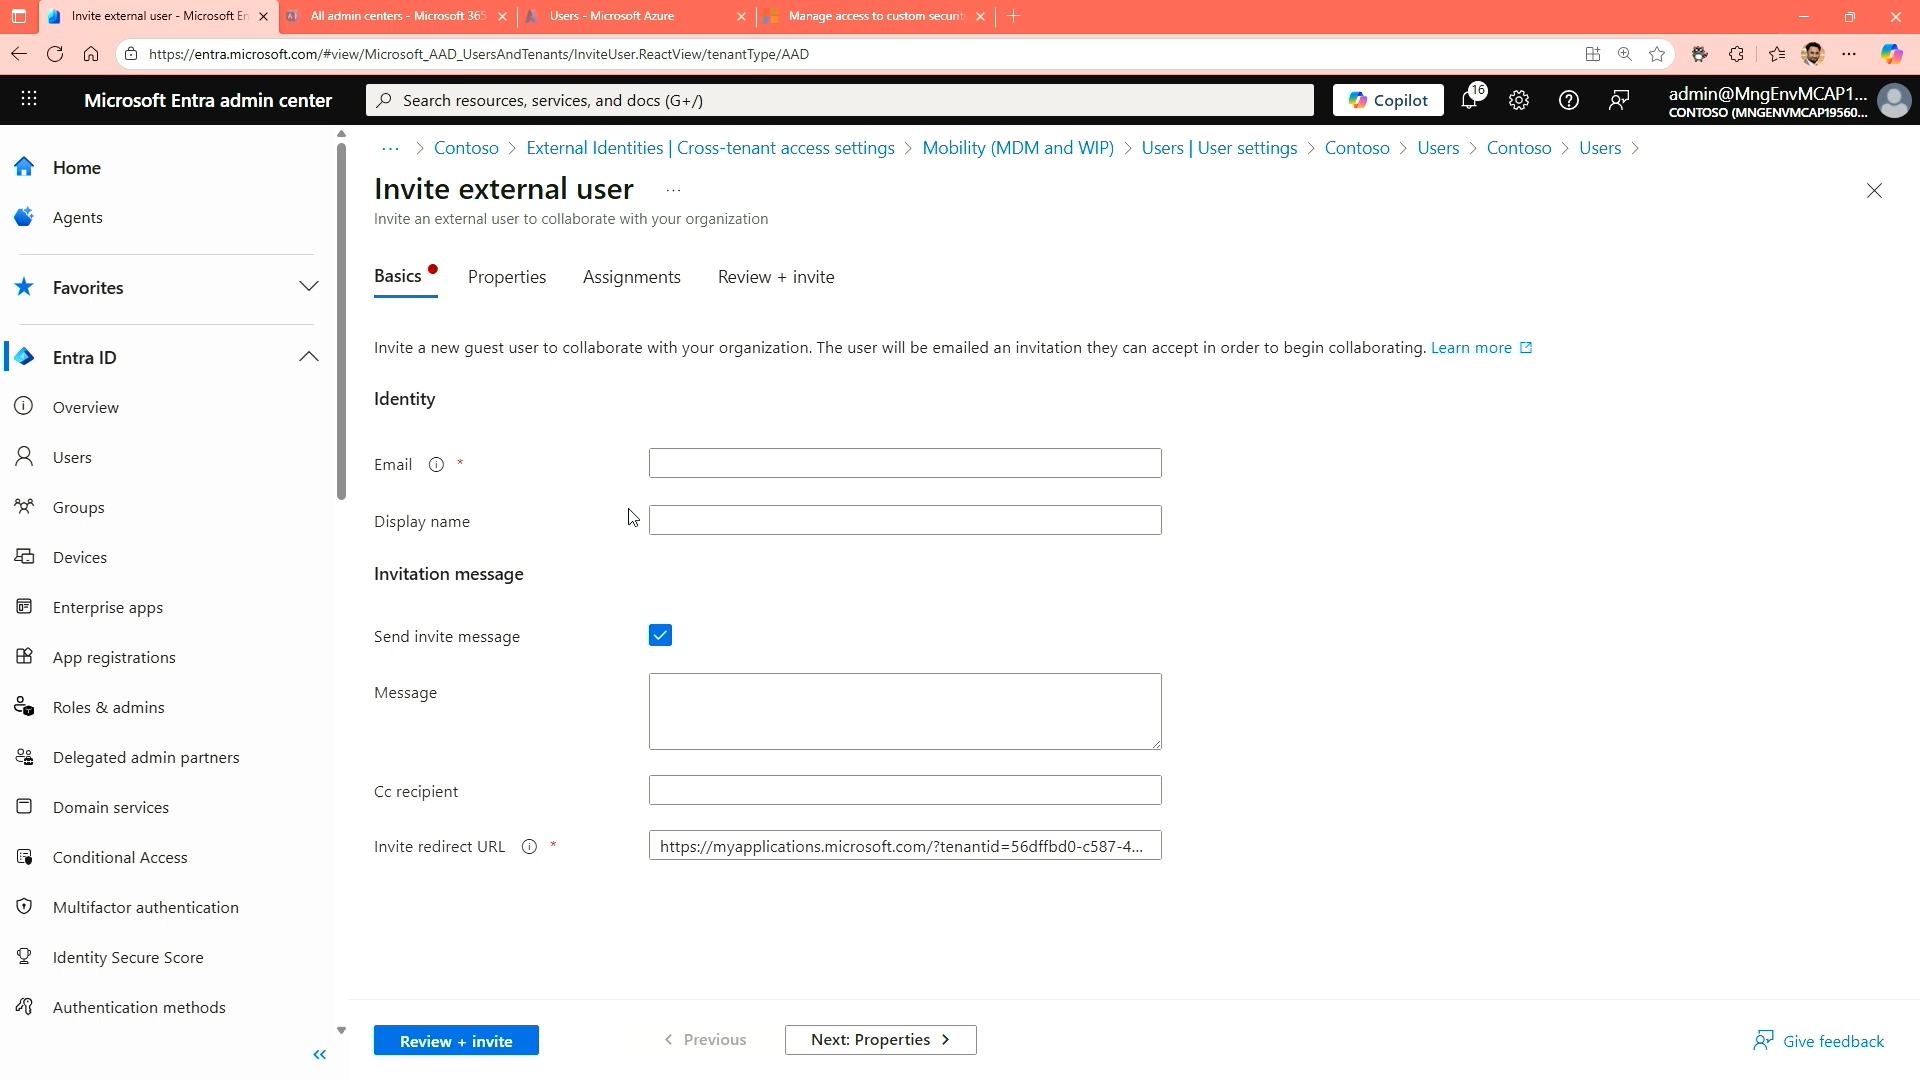 Invite external user - Microsoft En
All admin centers - Microsoft 365
Users - Microsoft Azure
Manage access to custom securit
https://entra.microsoft.com/#view/Microsoft_AAD_UsersAndTenants/InviteUser.ReactView/tenantType/AAD
Microsoft Entra admin center
Search resources, services, and docs (G+/)
Copilot
16
admin@MngEnvMCAP1...
CONTOSO (MNGENVMCAP19560...
... > Contoso > External Identities | Cross-tenant access settings > Mobility (MDM and WIP) > Users | User settings > Contoso > Users > Contoso > Users >
Home
Agents
Favorites
Entra ID
Overview
Users
Groups
Devices
Enterprise apps
App registrations
Roles & admins
Delegated admin partners
Domain services
Conditional Access
Multifactor authentication
Identity Secure Score
Authentication methods
Invite external user ...
Invite an external user to collaborate with your organization
Basics Properties Assignments Review + invite
Invite a new guest user to collaborate with your organization. The user will be emailed an invitation they can accept in order to begin collaborating. Learn more
Identity
Email *
Display name
Invitation message
Send invite message
Message
Cc recipient
Invite redirect URL * https://myapplications.microsoft.com/?tenantid=56dffbd0-c587-4...
Review + invite
< Previous
Next: Properties >
Give feedback